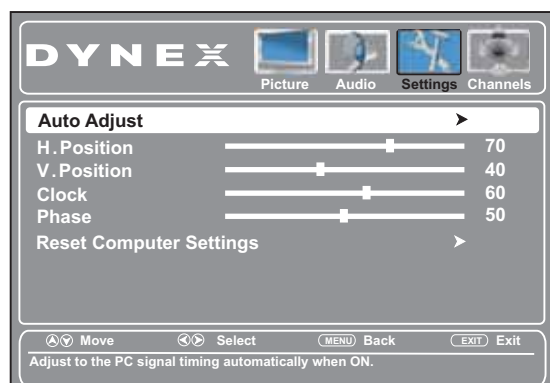 DYNEX
Picture Audio Settings Channels
Auto Adjust
H.Position 70
V.Position 40
Clock 60
Phase 50
Reset Computer Settings
Move Select MENU Back EXIT Exit
Adjust to the PC signal timing automatically when ON.